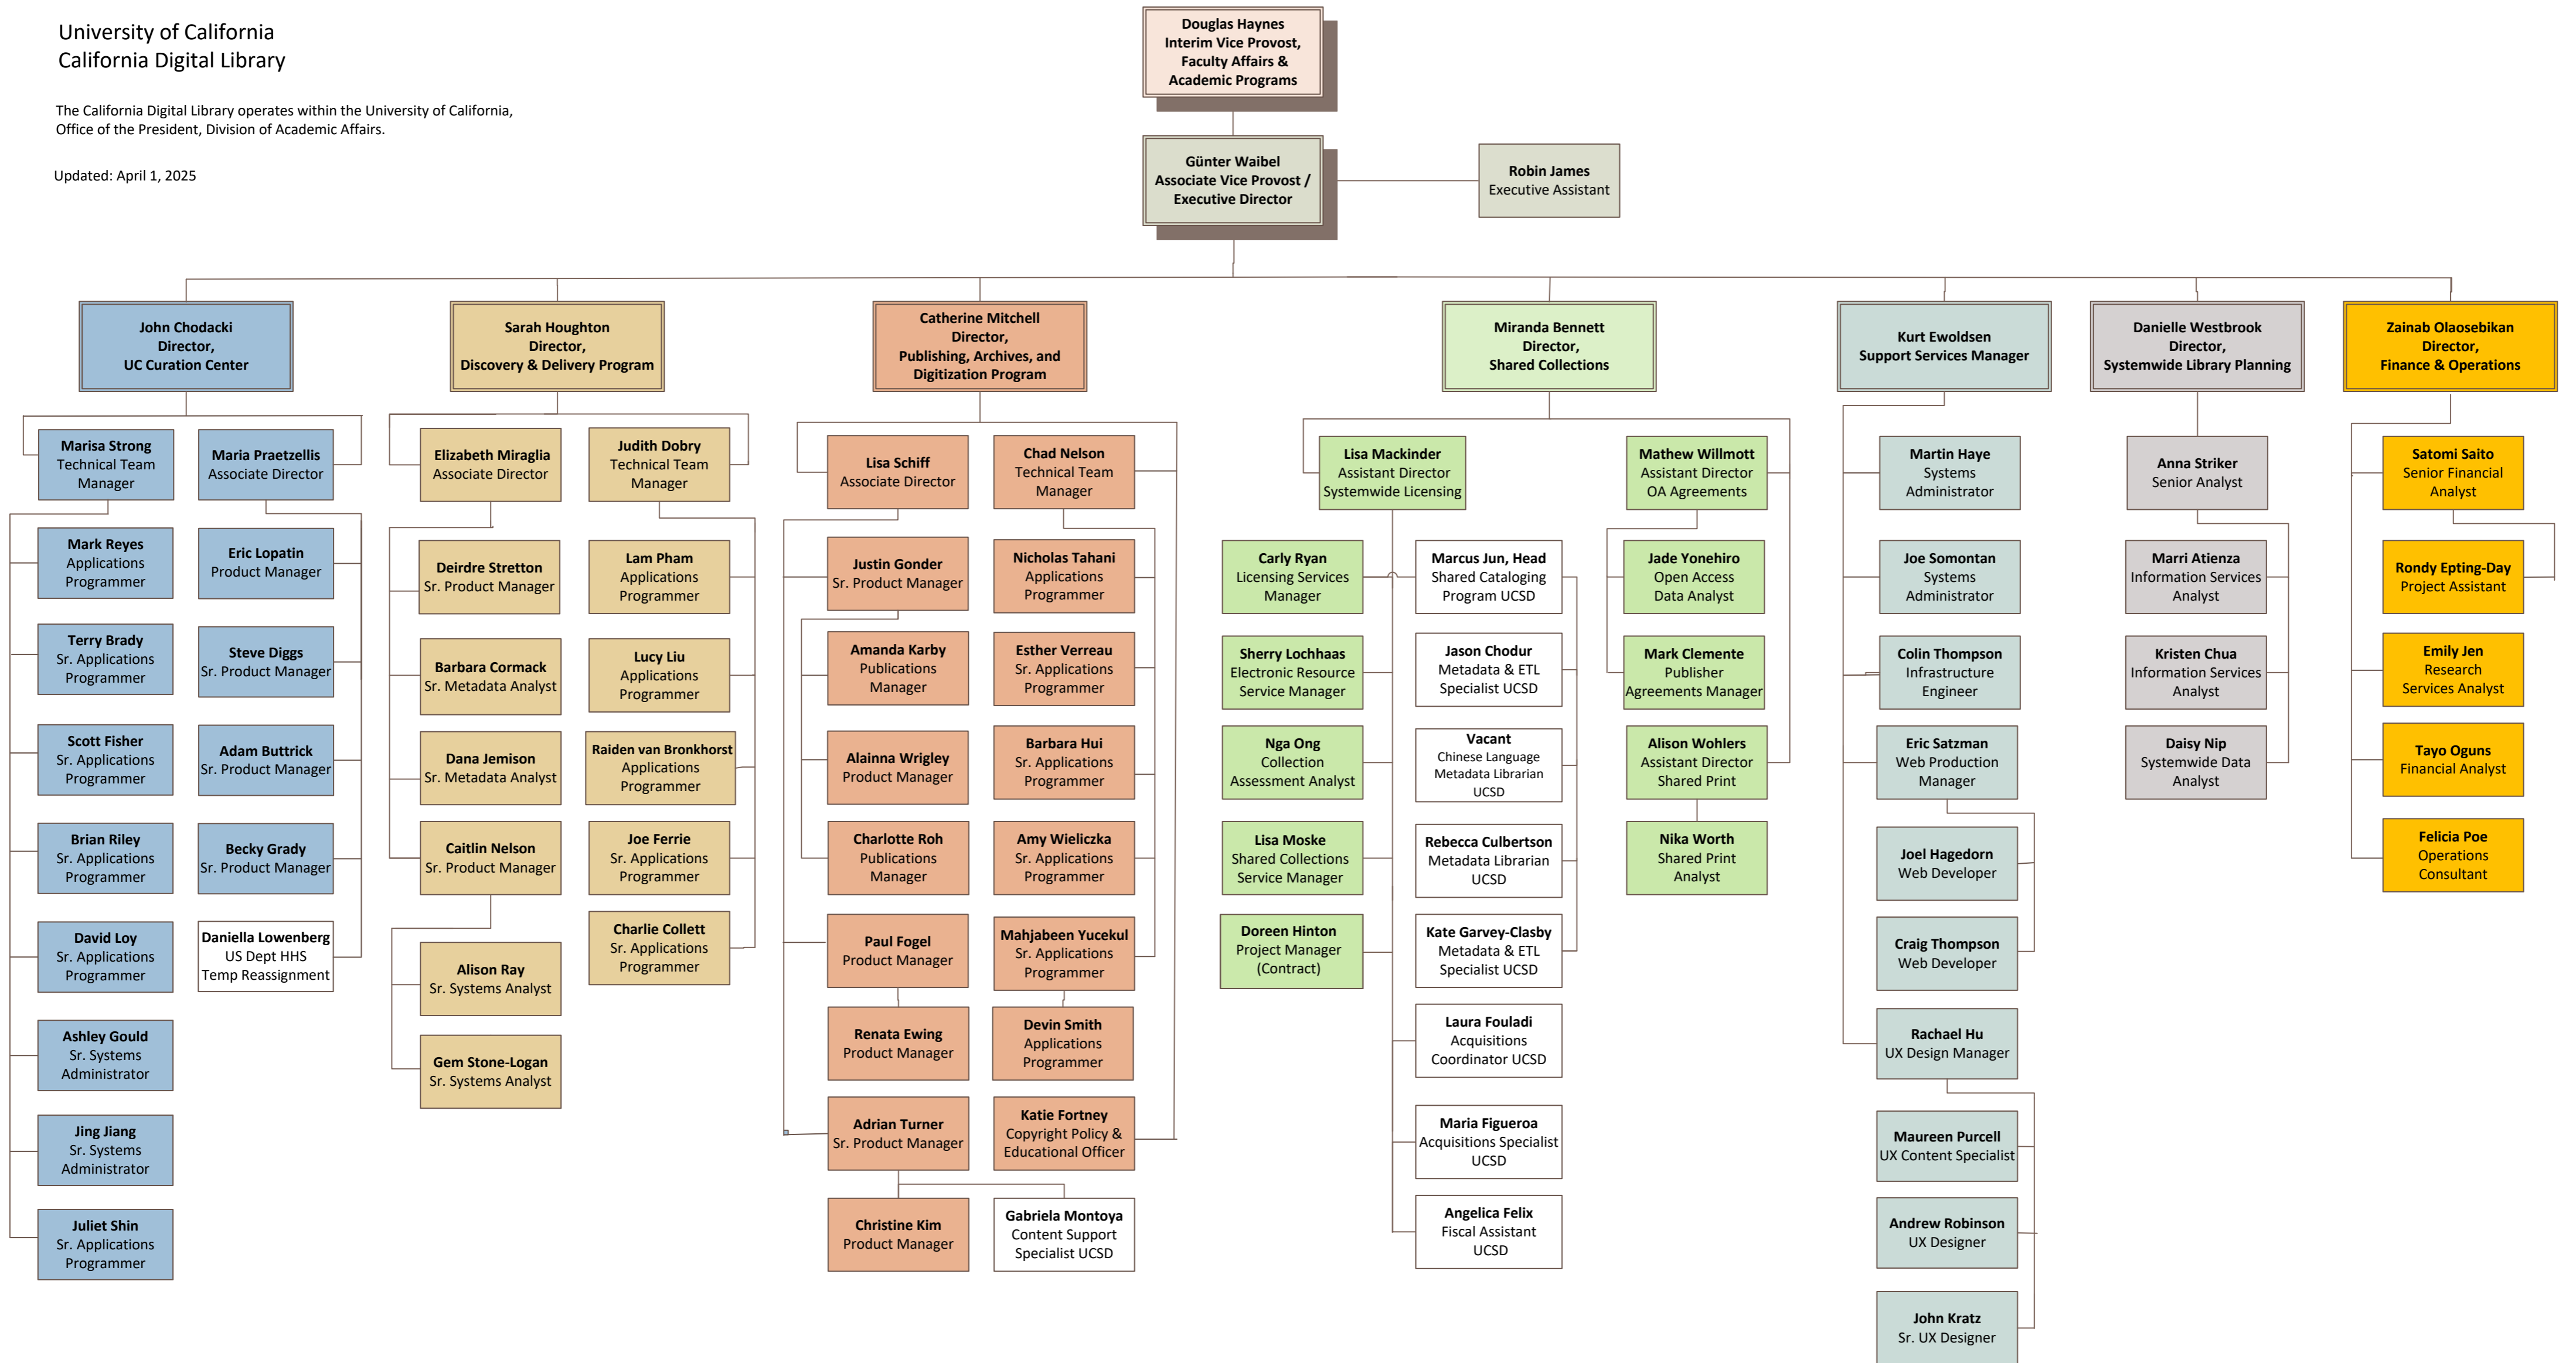 University of California
California Digital Library
The California Digital Library operates within the University of California,
Office of the President, Division of Academic Affairs.
Updated: April 1, 2025
Douglas Haynes
Interim Vice Provost,
Faculty Affairs &
Academic Programs
Günter Waibel
Associate Vice Provost /
Executive Director
Robin James
Executive Assistant
John Chodacki
Director,
UC Curation Center
Sarah Houghton
Director,
Discovery & Delivery Program
Catherine Mitchell
Director,
Publishing, Archives, and
Digitization Program
Miranda Bennett
Director,
Shared Collections
Kurt Ewoldsen
Support Services Manager
Danielle Westbrook
Director,
Systemwide Library Planning
Zainab Olaosebikan
Director,
Finance & Operations
Marisa Strong
Technical Team
Manager
Mark Reyes
Applications
Programmer
Terry Brady
Sr. Applications
Programmer
Scott Fisher
Sr. Applications
Programmer
Brian Riley
Sr. Applications
Programmer
David Loy
Sr. Applications
Programmer
Ashley Gould
Sr. Systems
Administrator
Jing Jiang
Sr. Systems
Administrator
Juliet Shin
Sr. Applications
Programmer
Maria Praetzellis
Associate Director
Eric Lopatin
Product Manager
Steve Diggs
Sr. Product Manager
Adam Buttrick
Sr. Product Manager
Becky Grady
Sr. Product Manager
Daniella Lowenberg
US Dept HHS
Temp Reassignment
Elizabeth Miraglia
Associate Director
Deirdre Stretton
Sr. Product Manager
Barbara Cormack
Sr. Metadata Analyst
Dana Jemison
Sr. Metadata Analyst
Caitlin Nelson
Sr. Product Manager
Alison Ray
Sr. Systems Analyst
Gem Stone-Logan
Sr. Systems Analyst
Judith Dobry
Technical Team
Manager
Lam Pham
Applications
Programmer
Lucy Liu
Applications
Programmer
Raiden van Bronkhorst
Applications
Programmer
Joe Ferrie
Sr. Applications
Programmer
Charlie Collett
Sr. Applications
Programmer
Lisa Schiff
Associate Director
Justin Gonder
Sr. Product Manager
Amanda Karby
Publications
Manager
Alainna Wrigley
Product Manager
Charlotte Roh
Publications
Manager
Paul Fogel
Product Manager
Renata Ewing
Product Manager
Adrian Turner
Sr. Product Manager
Christine Kim
Product Manager
Chad Nelson
Technical Team
Manager
Nicholas Tahani
Applications
Programmer
Esther Verreau
Sr. Applications
Programmer
Barbara Hui
Sr. Applications
Programmer
Amy Wieliczka
Sr. Applications
Programmer
Mahjabeen Yucekul
Sr. Applications
Programmer
Devin Smith
Applications
Programmer
Katie Fortney
Copyright Policy &
Educational Officer
Gabriela Montoya
Content Support
Specialist UCSD
Lisa Mackinder
Assistant Director
Systemwide Licensing
Carly Ryan
Licensing Services
Manager
Sherry Lochhaas
Electronic Resource
Service Manager
Nga Ong
Collection
Assessment Analyst
Lisa Moske
Shared Collections
Service Manager
Doreen Hinton
Project Manager
(Contract)
Marcus Jun, Head
Shared Cataloging
Program UCSD
Jason Chodur
Metadata & ETL
Specialist UCSD
Vacant
Chinese Language
Metadata Librarian
UCSD
Rebecca Culbertson
Metadata Librarian
UCSD
Kate Garvey-Clasby
Metadata & ETL
Specialist UCSD
Laura Fouladi
Acquisitions
Coordinator UCSD
Maria Figueroa
Acquisitions Specialist
UCSD
Angelica Felix
Fiscal Assistant
UCSD
Mathew Willmott
Assistant Director
OA Agreements
Jade Yonehiro
Open Access
Data Analyst
Mark Clemente
Publisher
Agreements Manager
Alison Wohlers
Assistant Director
Shared Print
Nika Worth
Shared Print
Analyst
Martin Haye
Systems
Administrator
Joe Somontan
Systems
Administrator
Colin Thompson
Infrastructure
Engineer
Eric Satzman
Web Production
Manager
Joel Hagedorn
Web Developer
Craig Thompson
Web Developer
Rachael Hu
UX Design Manager
Maureen Purcell
UX Content Specialist
Andrew Robinson
UX Designer
John Kratz
Sr. UX Designer
Anna Striker
Senior Analyst
Marri Atienza
Information Services
Analyst
Kristen Chua
Information Services
Analyst
Daisy Nip
Systemwide Data
Analyst
Satomi Saito
Senior Financial
Analyst
Rondy Epting-Day
Project Assistant
Emily Jen
Research
Services Analyst
Tayo Oguns
Financial Analyst
Felicia Poe
Operations
Consultant